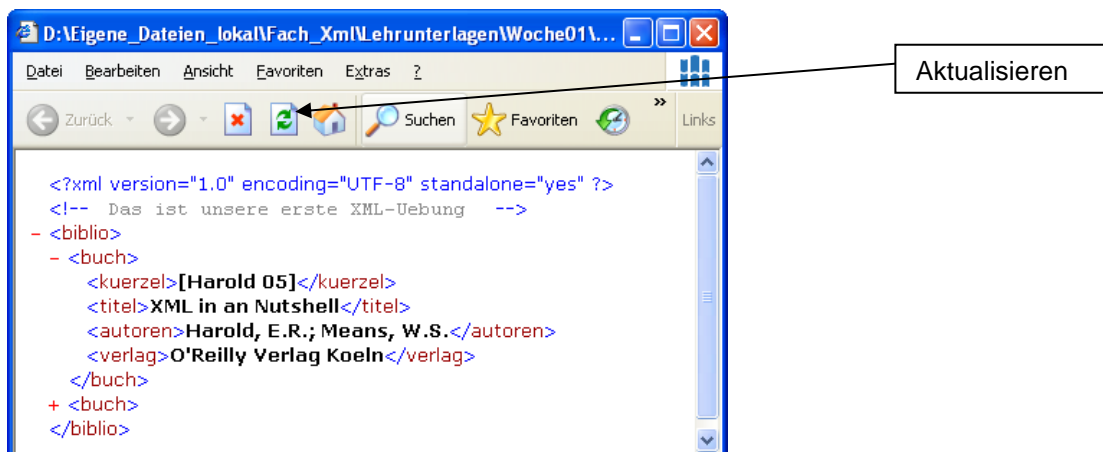 D:\Eigene_Dateien_lokal\Fach_Xml\Lehrunterlagen\Woche01\...
Datei Bearbeiten Ansicht Favoriten Extras ?
Aktualisieren
Zurück Suchen Favoriten » Links
<?xml version="1.0" encoding="UTF-8" standalone="yes" ?>
<!-- Das ist unsere erste XML-Uebung -->
- <biblio>
- <buch>
<kuerzel>[Harold 05]</kuerzel>
<titel>XML in an Nutshell</titel>
<autoren>Harold, E.R.; Means, W.S.</autoren>
<verlag>O'Reilly Verlag Koeln</verlag>
</buch>
+ <buch>
</biblio>